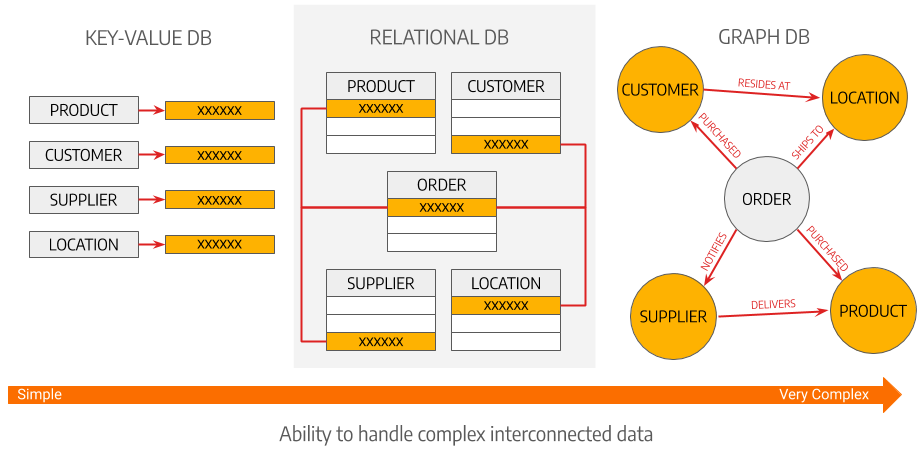 KEY-VALUE DB
PRODUCT
XXXXXX
CUSTOMER
XXXXXX
SUPPLIER
XXXXXX
LOCATION
XXXXXX
RELATIONAL DB
PRODUCT
XXXXXX
CUSTOMER
XXXXXX
ORDER
XXXXXX
SUPPLIER
XXXXXX
LOCATION
XXXXXX
GRAPH DB
CUSTOMER
RESIDES AT
LOCATION
PURCHASED
SHIPS TO
ORDER
NOTIFIES
PURCHASED
SUPPLIER
DELIVERS
PRODUCT
Simple
Very Complex
Ability to handle complex interconnected data